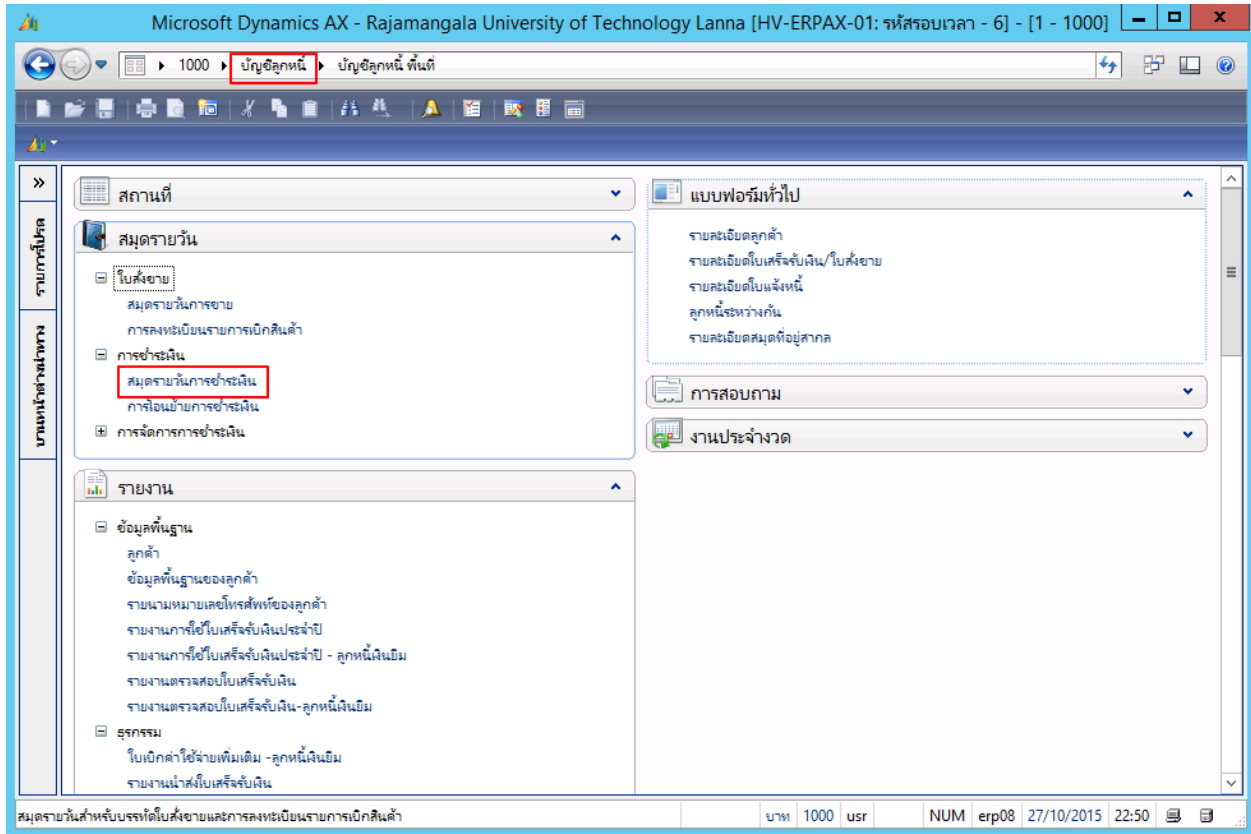 Microsoft Dynamics AX - Rajamangala University of Technology Lanna [HV-ERPAX-01: รหัสรอบเวลา - 6] - [1 - 1000]
1000 บัญชีลูกหนี้ บัญชีลูกหนี้ พื้นที่
รายการโปรด
บานหน้าต่างนำทาง
สถานที่
สมุดรายวัน
ใบสั่งขาย
สมุดรายวันการขาย
การลงทะเบียนรายการเบิกสินค้า
การชำระเงิน
สมุดรายวันการชำระเงิน
การโอนย้ายการชำระเงิน
การจัดการการชำระเงิน
รายงาน
ข้อมูลพื้นฐาน
ลูกค้า
ข้อมูลพื้นฐานของลูกค้า
รายนามหมายเลขโทรศัพท์ของลูกค้า
รายงานการใช้ใบเสร็จรับเงินประจำปี
รายงานการใช้ใบเสร็จรับเงินประจำปี - ลูกหนี้เงินยืม
รายงานตรวจสอบใบเสร็จรับเงิน
รายงานตรวจสอบใบเสร็จรับเงิน-ลูกหนี้เงินยืม
ธุรกรรม
ใบเบิกค่าใช้จ่ายเพิ่มเติม -ลูกหนี้เงินยืม
รายงานนำส่งใบเสร็จรับเงิน
แบบฟอร์มทั่วไป
รายละเอียดลูกค้า
รายละเอียดใบเสร็จรับเงิน/ใบสั่งขาย
รายละเอียดใบแจ้งหนี้
ลูกหนี้ระหว่างกัน
รายละเอียดสมุดที่อยู่สากล
การสอบถาม
งานประจำงวด
สมุดรายวันสำหรับบรรทัดใบสั่งขายและการลงทะเบียนรายการเบิกสินค้า
บาท 1000 usr NUM erp08 27/10/2015 22:50